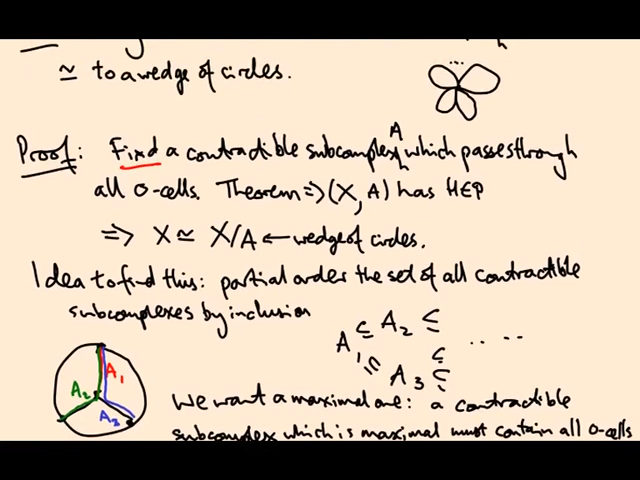 ≃ to a wedge of circles.
Proof: Find a contractible subcomplex A which passes through
all 0-cells. Theorem ⇒ (X, A) has HEP
⇒ X ≃ X/A ← wedge of circles.
Idea to find this: partial order the set of all contractible
subcomplexes by inclusion
A₁ ⊆ A₂ ⊆ .....
⊆ A₃ ⊆
A₁
A₂
A₃
We want a maximal one: a contractible
subcomplex which is maximal must contain all 0-cells